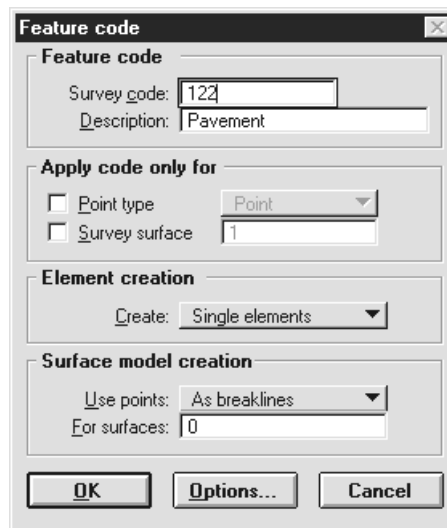 Feature code
Feature code
Survey code: 122
Description: Pavement
Apply code only for
Point type Point
Survey surface 1
Element creation
Create: Single elements
Surface model creation
Use points: As breaklines
For surfaces: 0
OK Options... Cancel